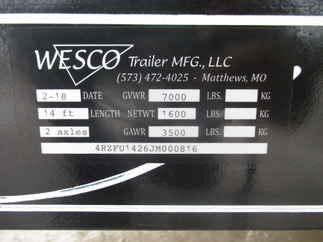 WESCO Trailer MFG., LLC
(573) 472-4025 - Matthews, MO
2-18 DATE GVWR 7000 LBS. KG
14 ft LENGTH NETWT 1600 LBS/ KG
2 axles GAWR 3500 LBS. KG
4RZFU1426JM000816